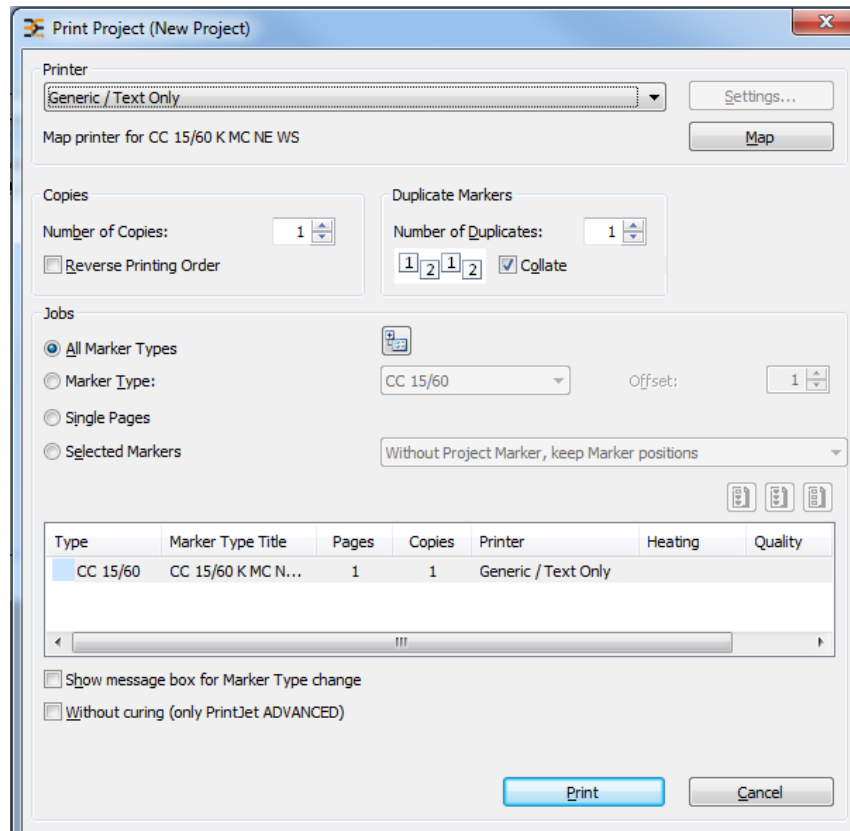 Print Project (New Project)
Printer
Generic / Text Only
Settings...
Map printer for CC 15/60 K MC NE WS
Map
Copies
Duplicate Markers
Number of Copies: 1
Number of Duplicates: 1
Reverse Printing Order
1 2 1 2 Collate
Jobs
All Marker Types
Marker Type: CC 15/60 Offset: 1
Single Pages
Selected Markers Without Project Marker, keep Marker positions
Type Marker Type Title Pages Copies Printer Heating Quality
CC 15/60 CC 15/60 K MC N... 1 1 Generic / Text Only
Show message box for Marker Type change
Without curing (only PrintJet ADVANCED)
Print Cancel